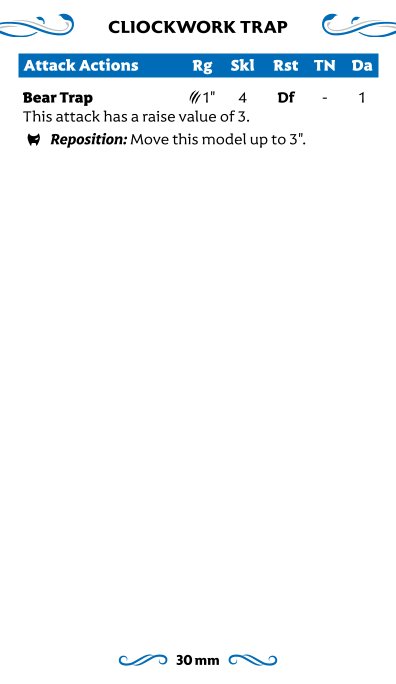 CLIOCKWORK TRAP
Attack Actions Rg Skl Rst TN Da
Bear Trap 1" 4 Df - 1
This attack has a raise value of 3.
Reposition: Move this model up to 3".
30 mm